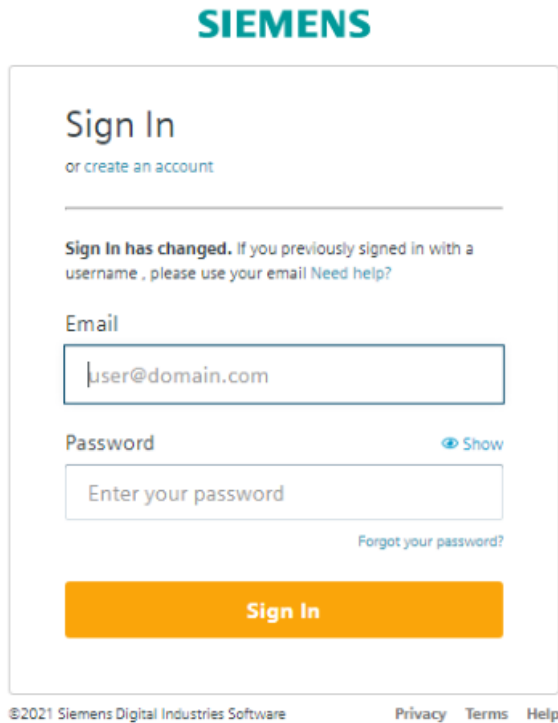 SIEMENS
Sign In
or create an account
Sign In has changed. If you previously signed in with a
username , please use your email Need help?
Email
user@domain.com
Password Show
Enter your password
Forgot your password?
Sign In
©2021 Siemens Digital Industries Software Privacy Terms Help